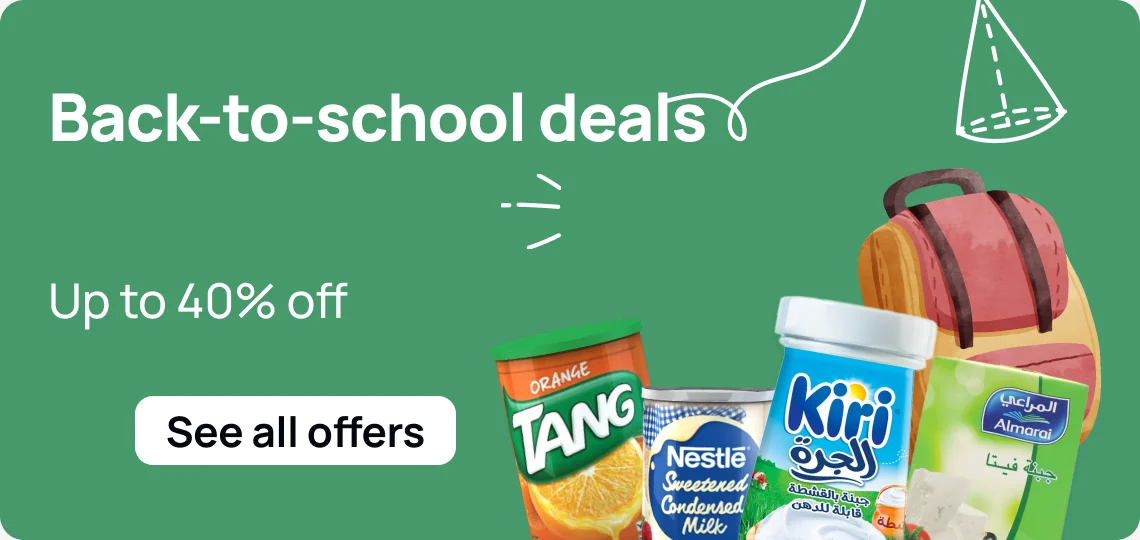 Back-to-school deals
Up to 40% off
See all offers
ORANGE
TANG
Nestlé
Sweetened
Condensed
Milk
Kiri
الجرة
جبنة بالقشطة
قابلة للدهن
المراعي
Almarai
جبنة فيتا